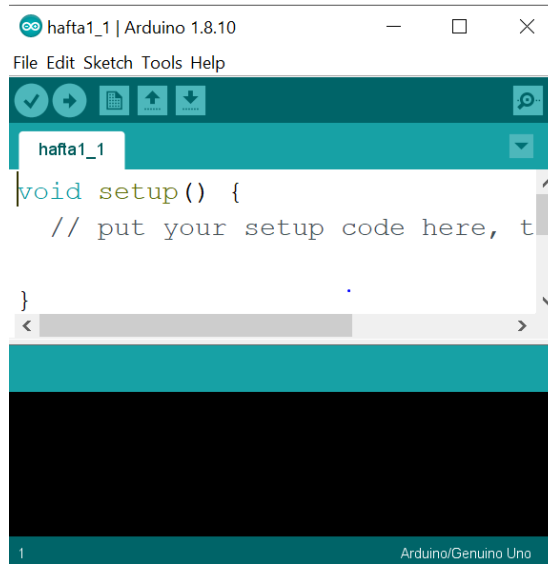 hafta1_1 | Arduino 1.8.10
File Edit Sketch Tools Help
hafta1_1
void setup() {
// put your setup code here, t
}
1 Arduino/Genuino Uno